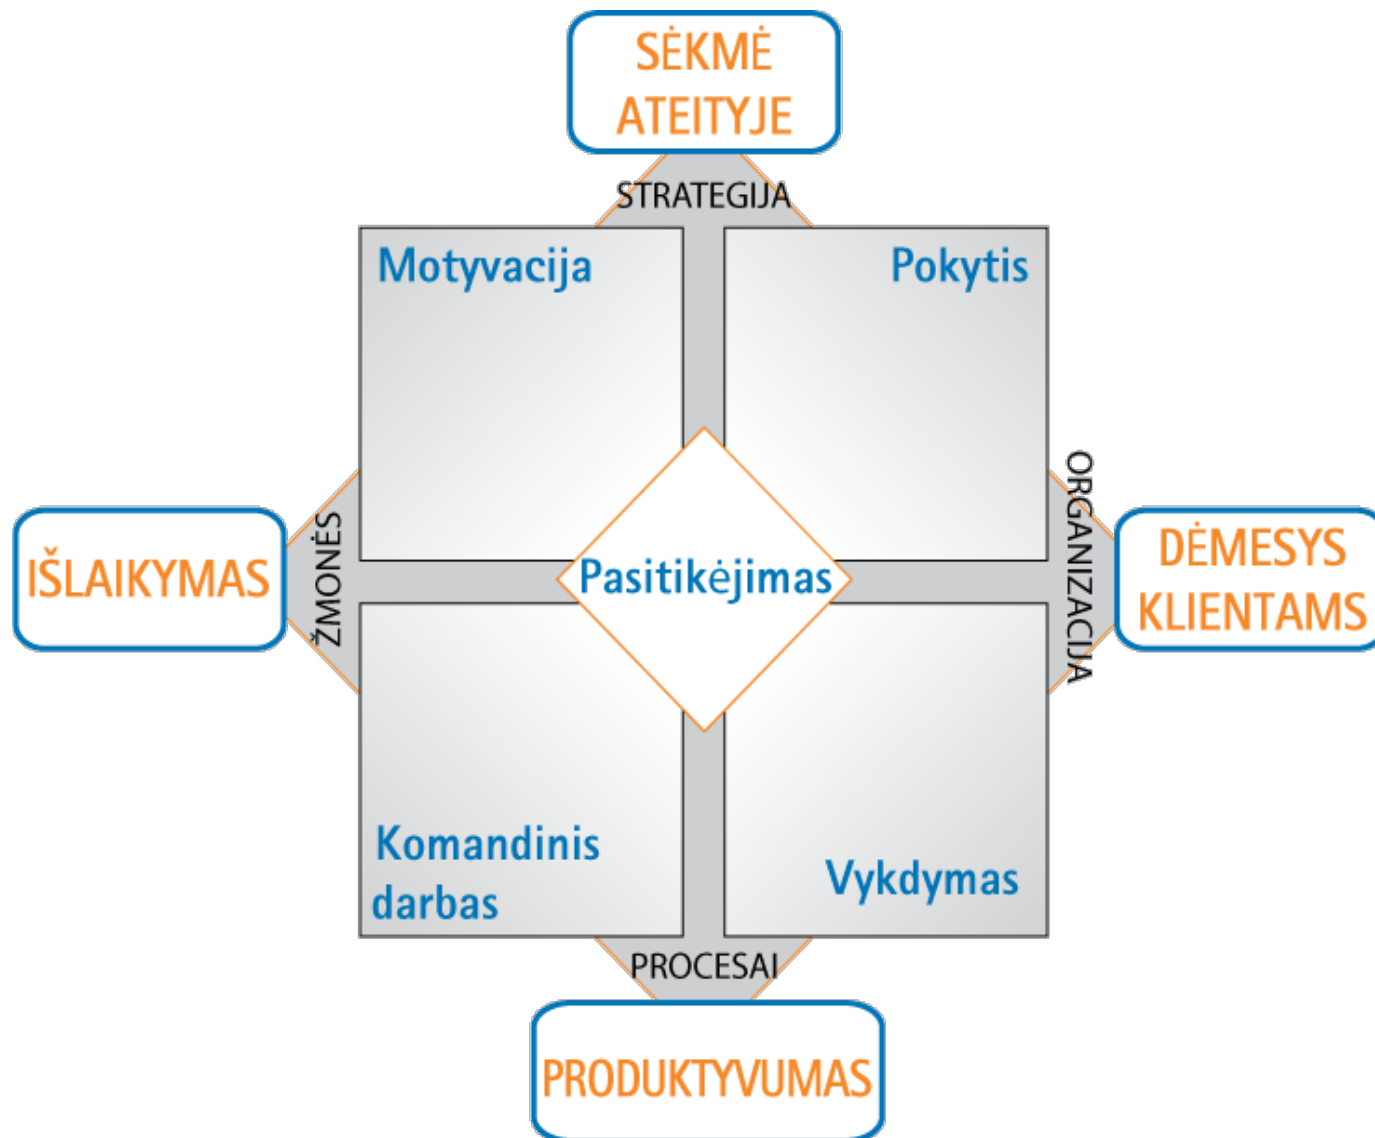 SĖKMĖ
ATEITYJE
STRATEGIJA
Motyvacija
Pokytis
ŽMONĖS
ORGANIZACIJA
IŠLAIKYMAS
Pasitikėjimas
DĖMESYS
KLIENTAMS
Komandinis
darbas
Vykdymas
PROCESAI
PRODUKTYVUMAS